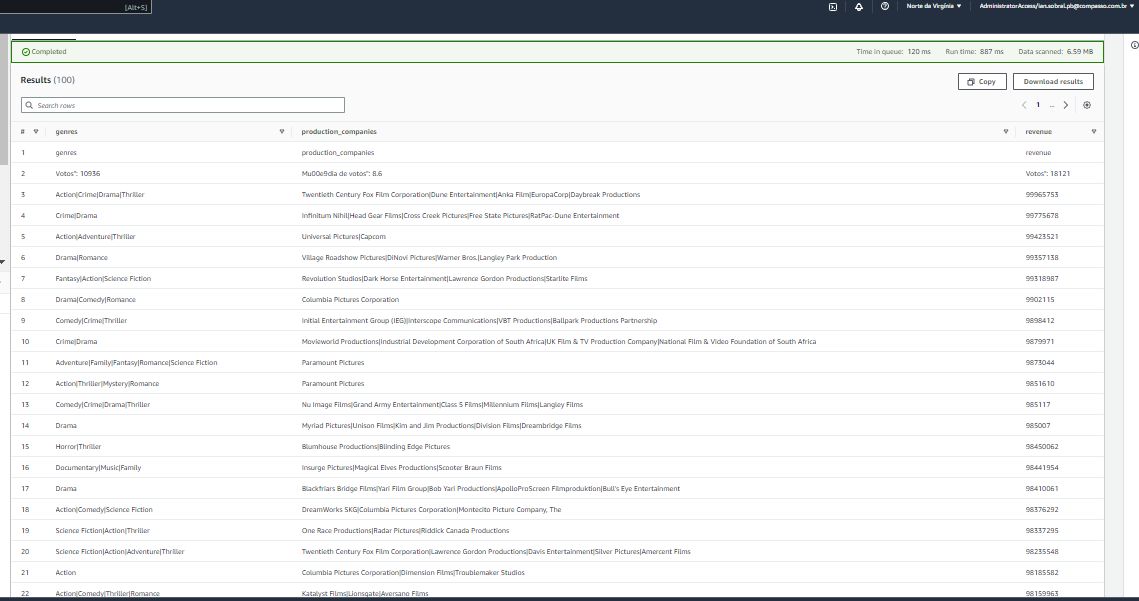 [Alt+S] Norte da Virgínia ▼ AdministratorAccess/ian.sobral.pb@compasso.com.br ▼
Completed Time in queue: 120 ms Run time: 887 ms Data scanned: 6.59 MB
Results (100) Copy Download results
Search rows 1 ...
# genres production_companies revenue
1 genres production_companies revenue
2 Votos": 10936 Mu00e9dia de votos": 8.6 Votos": 18121
3 Action|Crime|Drama|Thriller Twentieth Century Fox Film Corporation|Dune Entertainment|Anka Film|EuropaCorp|Daybreak Productions 99965753
4 Crime|Drama Infinitum Nihil|Head Gear Films|Cross Creek Pictures|Free State Pictures|RatPac-Dune Entertainment 99775678
5 Action|Adventure|Thriller Universal Pictures|Capcom 99423521
6 Drama|Romance Village Roadshow Pictures|DiNovi Pictures|Warner Bros.|Langley Park Production 99357138
7 Fantasy|Action|Science Fiction Revolution Studios|Dark Horse Entertainment|Lawrence Gordon Productions|Starlite Films 99318987
8 Drama|Comedy|Romance Columbia Pictures Corporation 9902115
9 Comedy|Crime|Thriller Initial Entertainment Group (IEG)|Interscope Communications|VBT Productions|Ballpark Productions Partnership 9898412
10 Crime|Drama Movieworld Productions|Industrial Development Corporation of South Africa|UK Film & TV Production Company|National Film & Video Foundation of South Africa 9879971
11 Adventure|Family|Fantasy|Romance|Science Fiction Paramount Pictures 9873044
12 Action|Thriller|Mystery|Romance Paramount Pictures 9851610
13 Comedy|Crime|Drama|Thriller Nu Image Films|Grand Army Entertainment|Class 5 Films|Millennium Films|Langley Films 985117
14 Drama Myriad Pictures|Unison Films|Kim and Jim Productions|Division Films|Dreambridge Films 985007
15 Horror|Thriller Blumhouse Productions|Blinding Edge Pictures 98450062
16 Documentary|Music|Family Insurge Pictures|Magical Elves Productions|Scooter Braun Films 98441954
17 Drama Blackfriars Bridge Films|Yari Film Group|Bob Yari Productions|ApolloProScreen Filmproduktion|Bull's Eye Entertainment 98410061
18 Action|Comedy|Science Fiction DreamWorks SKG|Columbia Pictures Corporation|Montecito Picture Company, The 98376292
19 Science Fiction|Action|Thriller One Race Productions|Radar Pictures|Riddick Canada Productions 98337295
20 Science Fiction|Action|Adventure|Thriller Twentieth Century Fox Film Corporation|Lawrence Gordon Productions|Davis Entertainment|Silver Pictures|Amercent Films 98235548
21 Action Columbia Pictures Corporation|Dimension Films|Troublemaker Studios 98185582
22 Action|Comedy|Thriller|Romance Katalyst Films|Lionsgate|Aversano Films 98159963